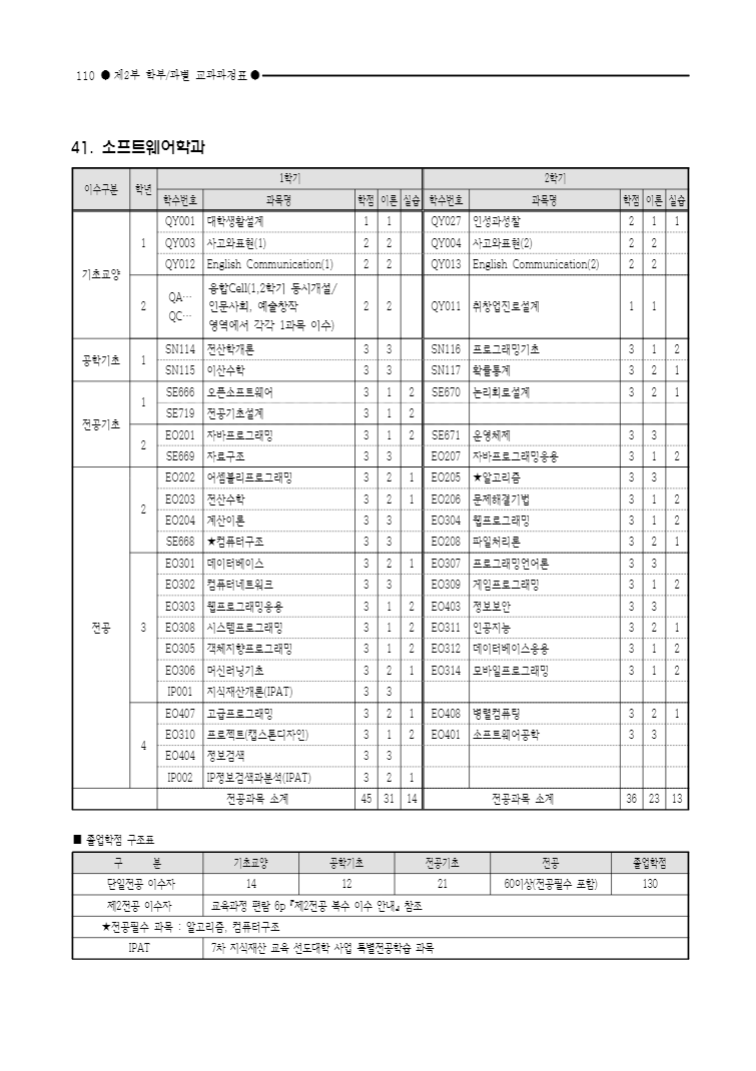 110 ● 제2부 학부/과별 교과과정표 ●
41. 소프트웨어학과
이수구분 학년 1학기 2학기
학수번호 과목명 학점 이론 실습 학수번호 과목명 학점 이론 실습
기초교양 1 QY001 대학생활설계 1 1 QY027 인성과성찰 2 1 1
QY003 사고와표현(1) 2 2 QY004 사고와표현(2) 2 2
QY012 English Communication(1) 2 2 QY013 English Communication(2) 2 2
2 QA… QC… 융합Cell(1,2학기 동시개설/
인문사회, 예술창작
영역에서 각각 1과목 이수) 2 2 QY011 취창업진로설계 1 1
공학기초 1 SN114 전산학개론 3 3 SN116 프로그래밍기초 3 1 2
SN115 이산수학 3 3 SN117 확률통계 3 2 1
전공기초 1 SE666 오픈소프트웨어 3 1 2 SE670 논리회로설계 3 2 1
SE719 전공기초설계 3 1 2
2 EO201 자바프로그래밍 3 1 2 SE671 운영체제 3 3
SE669 자료구조 3 3 EO207 자바프로그래밍응용 3 1 2
전공 2 EO202 어셈블리프로그래밍 3 2 1 EO205 ★알고리즘 3 3
EO203 전산수학 3 2 1 EO206 문제해결기법 3 1 2
EO204 계산이론 3 3 EO304 웹프로그래밍 3 1 2
SE668 ★컴퓨터구조 3 3 EO208 파일처리론 3 2 1
3 EO301 데이터베이스 3 2 1 EO307 프로그래밍언어론 3 3
EO302 컴퓨터네트워크 3 3 EO309 게임프로그래밍 3 1 2
EO303 웹프로그래밍응용 3 1 2 EO403 정보보안 3 3
EO308 시스템프로그래밍 3 1 2 EO311 인공지능 3 2 1
EO305 객체지향프로그래밍 3 1 2 EO312 데이터베이스응용 3 1 2
EO306 머신러닝기초 3 2 1 EO314 모바일프로그래밍 3 1 2
IP001 지식재산개론(IPAT) 3 3
4 EO407 고급프로그래밍 3 2 1 EO408 병렬컴퓨팅 3 2 1
EO310 프로젝트(캡스톤디자인) 3 1 2 EO401 소프트웨어공학 3 3
EO404 정보검색 3 3
IP002 IP정보검색과분석(IPAT) 3 2 1
전공과목 소계 45 31 14 전공과목 소계 36 23 13
■ 졸업학점 구조표
구 분 기초교양 공학기초 전공기초 전공 졸업학점
단일전공 이수자 14 12 21 60이상(전공필수 포함) 130
제2전공 이수자 교육과정 편람 6p 『제2전공 복수 이수 안내』 참조
★전공필수 과목 : 알고리즘, 컴퓨터구조
IPAT 7차 지식재산 교육 선도대학 사업 특별전공학습 과목